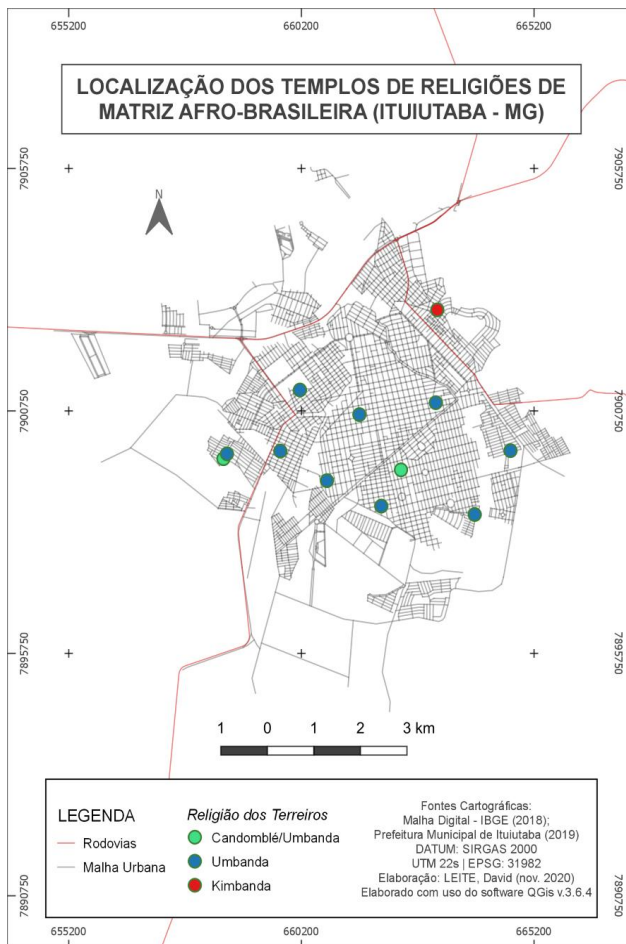 655200
660200
665200
LOCALIZAÇÃO DOS TEMPLOS DE RELIGIÕES DE
MATRIZ AFRO-BRASILEIRA (ITUIUTABA - MG)
7905750
7905750
N
7900750
7900750
7895750
7895750
1 0 1 2 3 km
LEGENDA
Rodovias
Malha Urbana
Religião dos Terreiros
Candomblé/Umbanda
Umbanda
Kimbanda
Fontes Cartográficas:
Malha Digital - IBGE (2018);
Prefeitura Municipal de Ituiutaba (2019)
DATUM: SIRGAS 2000
UTM 22s | EPSG: 31982
Elaboração: LEITE, David (nov. 2020)
Elaborado com uso do software QGis v.3.6.4
7890750
7890750
655200
660200
665200